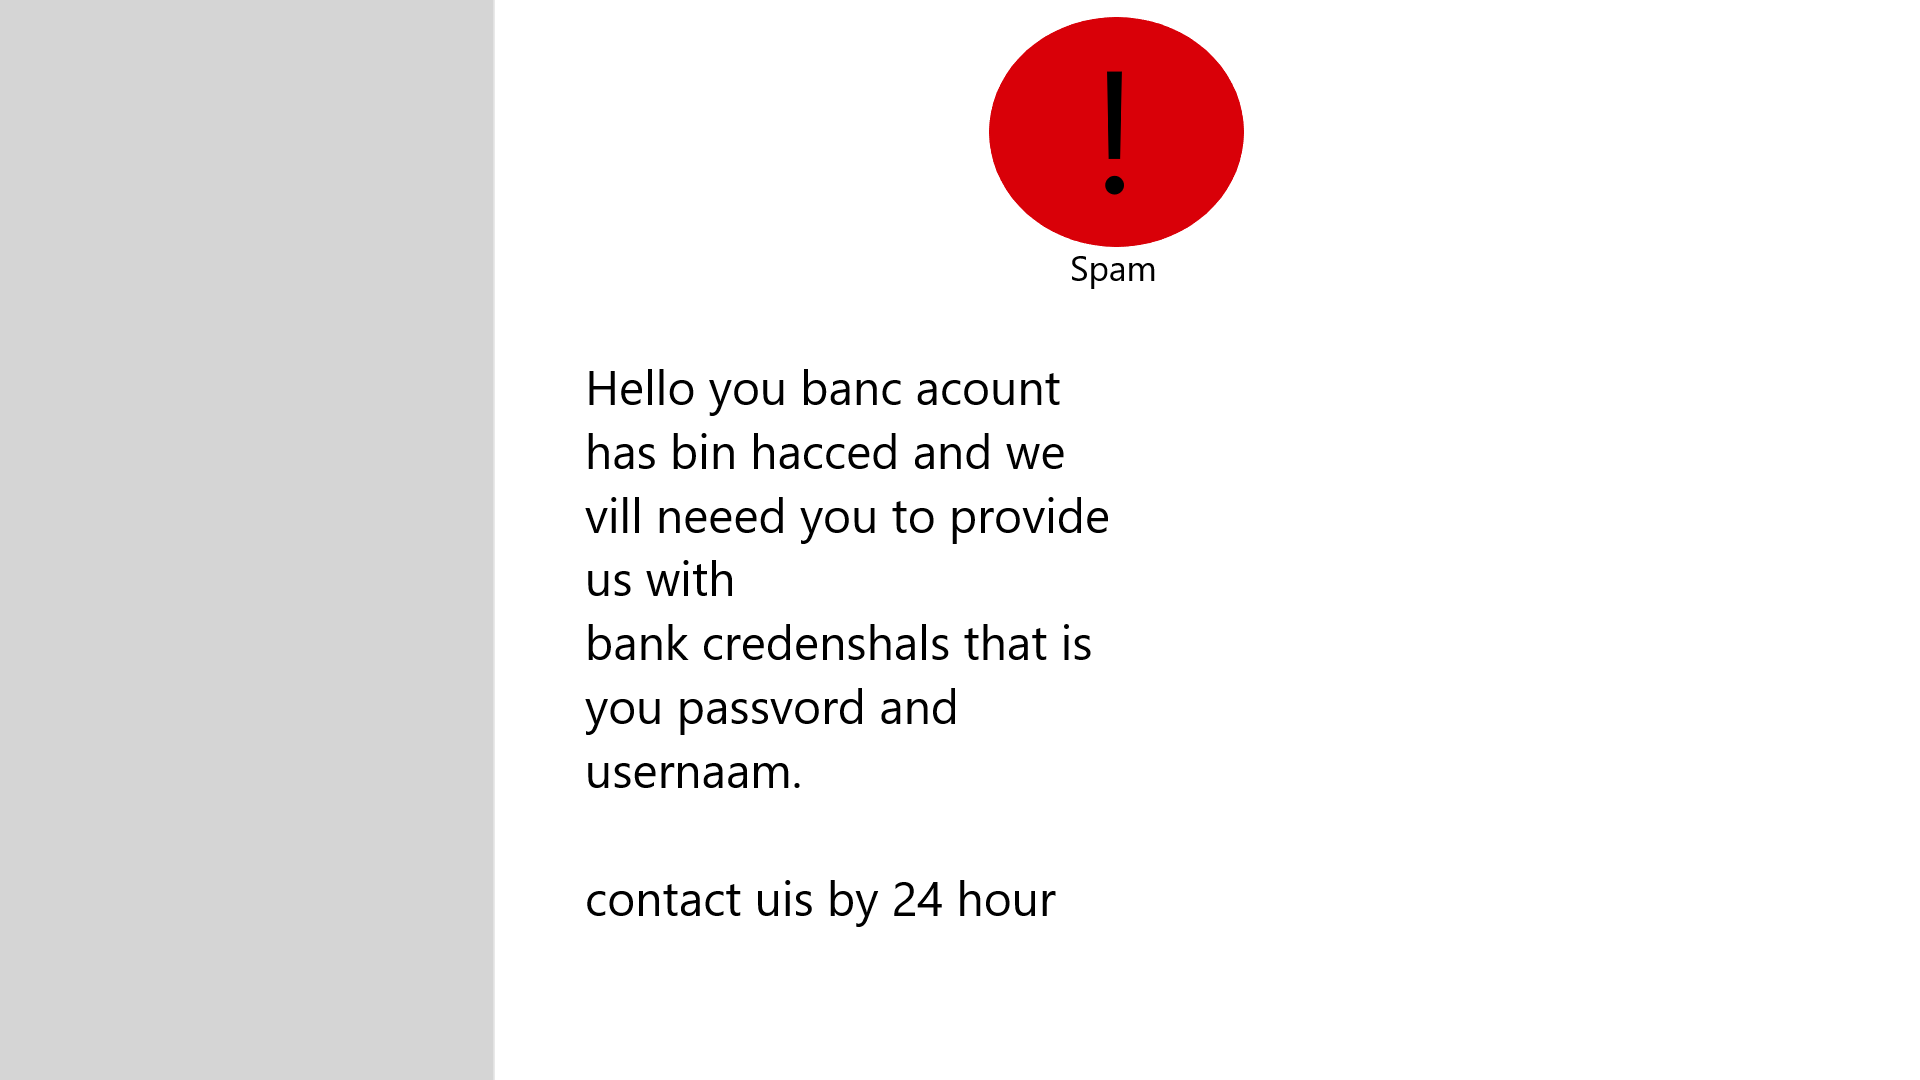 !
Spam
Hello you banc acount
has bin hacced and we
vill neeed you to provide
us with
bank credenshals that is
you passvord and
usernaam.
contact uis by 24 hour